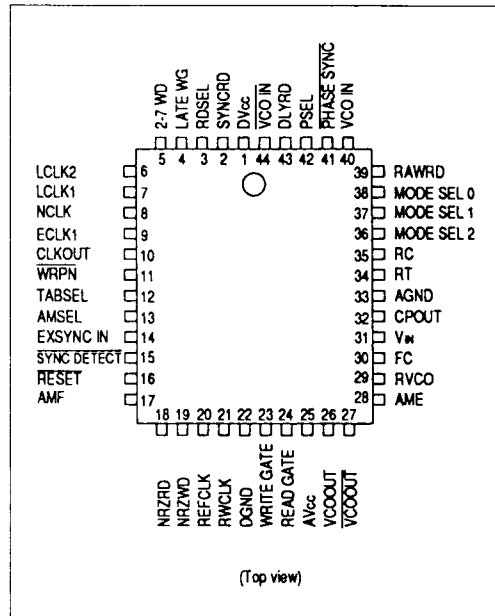 2-7 WD
LATE WG
RDSEL
SYNCRD
DVcc
VCO IN
DLYRD
PSEL
PHASE SYNC
VCO IN
5 4 3 2 1 44 43 42 41 40
LCLK2 6
LCLK1 7
NCLK 8
ECLK1 9
CLKOUT 10
WRPN 11
TABSEL 12
AMSEL 13
EXSYNC IN 14
SYNC DETECT 15
RESET 16
AMF 17
39 RAWRD
38 MODE SEL 0
37 MODE SEL 1
36 MODE SEL 2
35 RC
34 RT
33 AGND
32 CPOUT
31 VIN
30 FC
29 RVCO
28 AME
18 19 20 21 22 23 24 25 26 27
NRZRD
NRZWD
REFCLK
RWCLK
DGND
WRITE GATE
READ GATE
AVcc
VCOOUT
VCOOUT
(Top view)